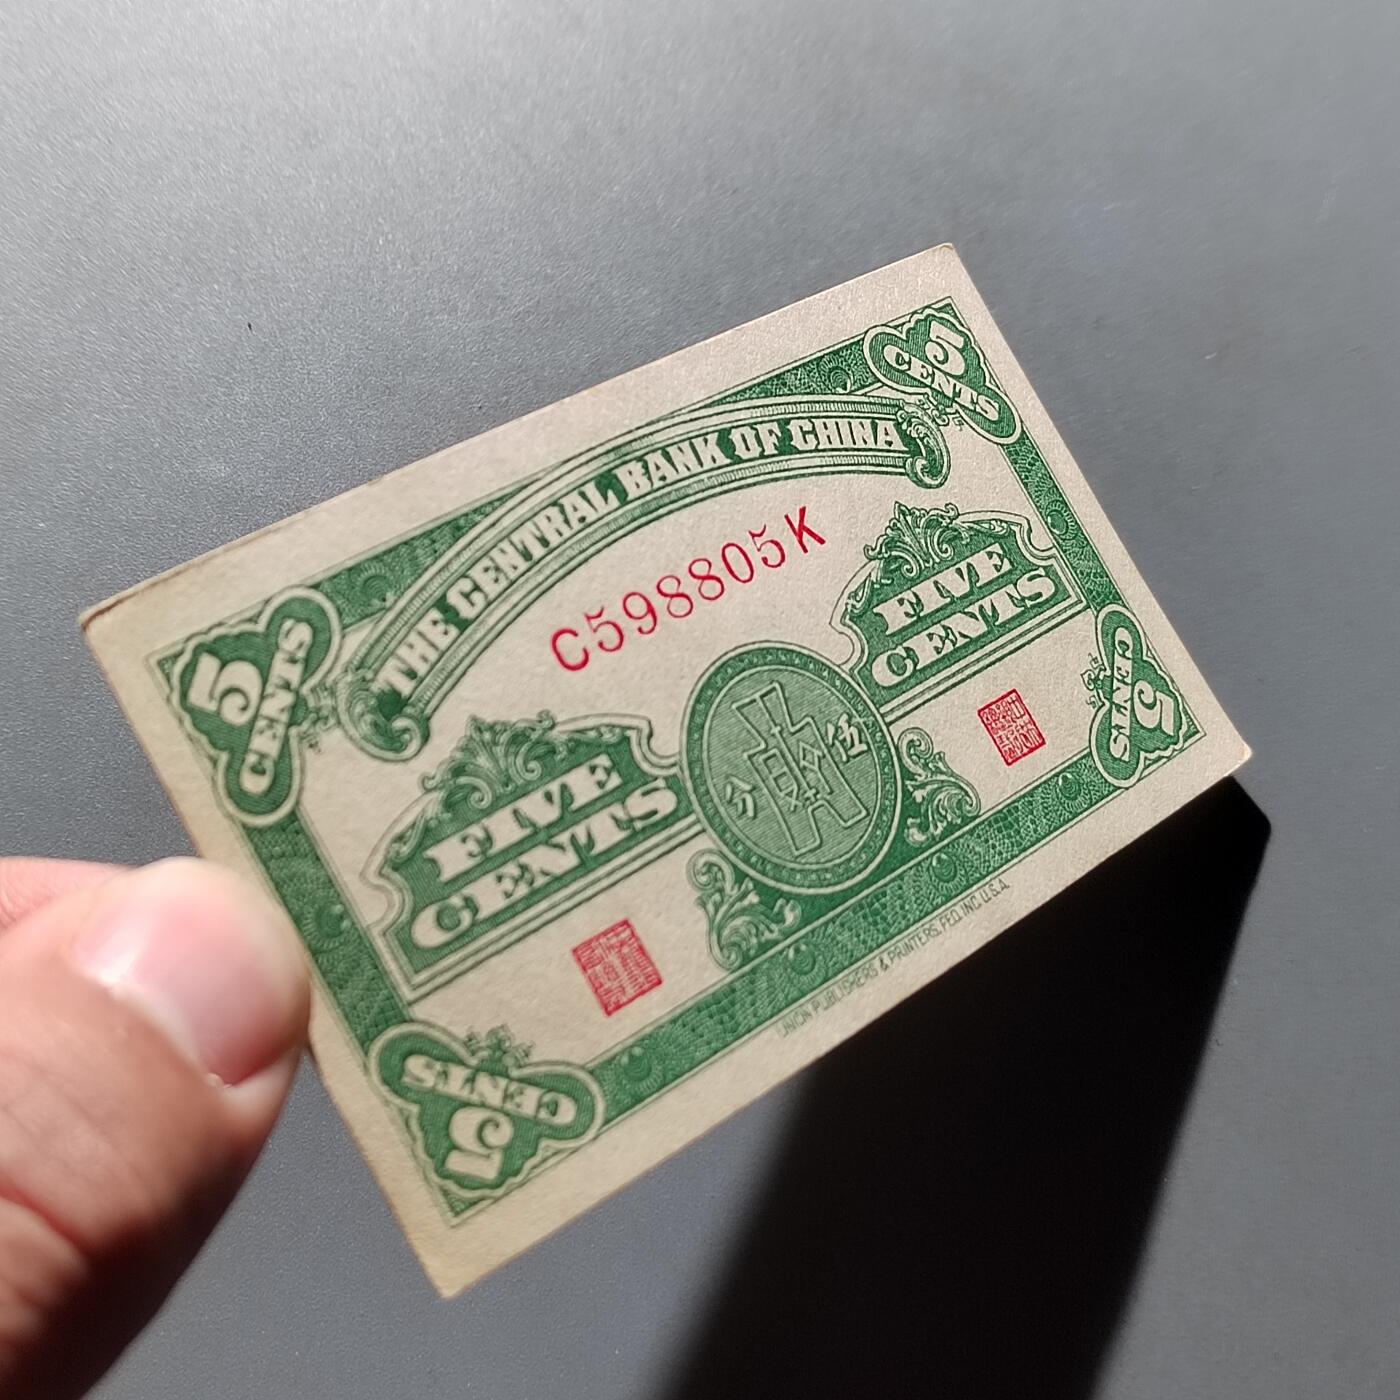 THE CENTRAL BANK OF CHINA
5 CENTS
5 CENTS
C598805K
FIVE CENTS
FIVE CENTS
伍
分
5 CENTS
5 CENTS
UNION PUBLISHERS & PRINTERS, FED. INC. U.S.A.